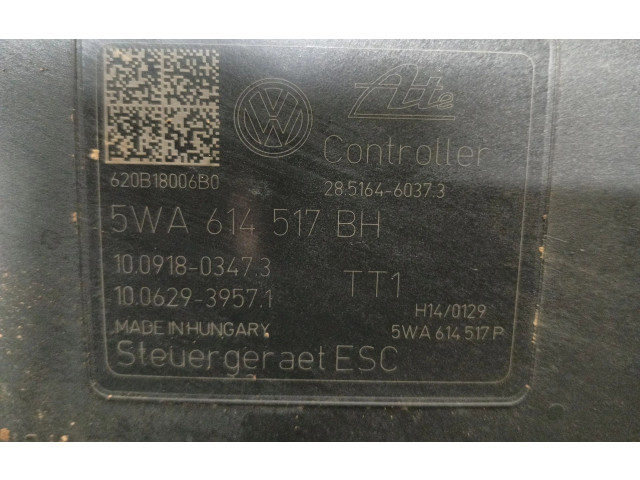 Ate
Controller
620B18006B0
28.5164-6037.3
5WA 614 517 BH
10.0918-0347.3
10.0629-3957.1
TT1
H14/0129
MADE IN HUNGARY
5WA 614 517 P
Steuergeraet ESC